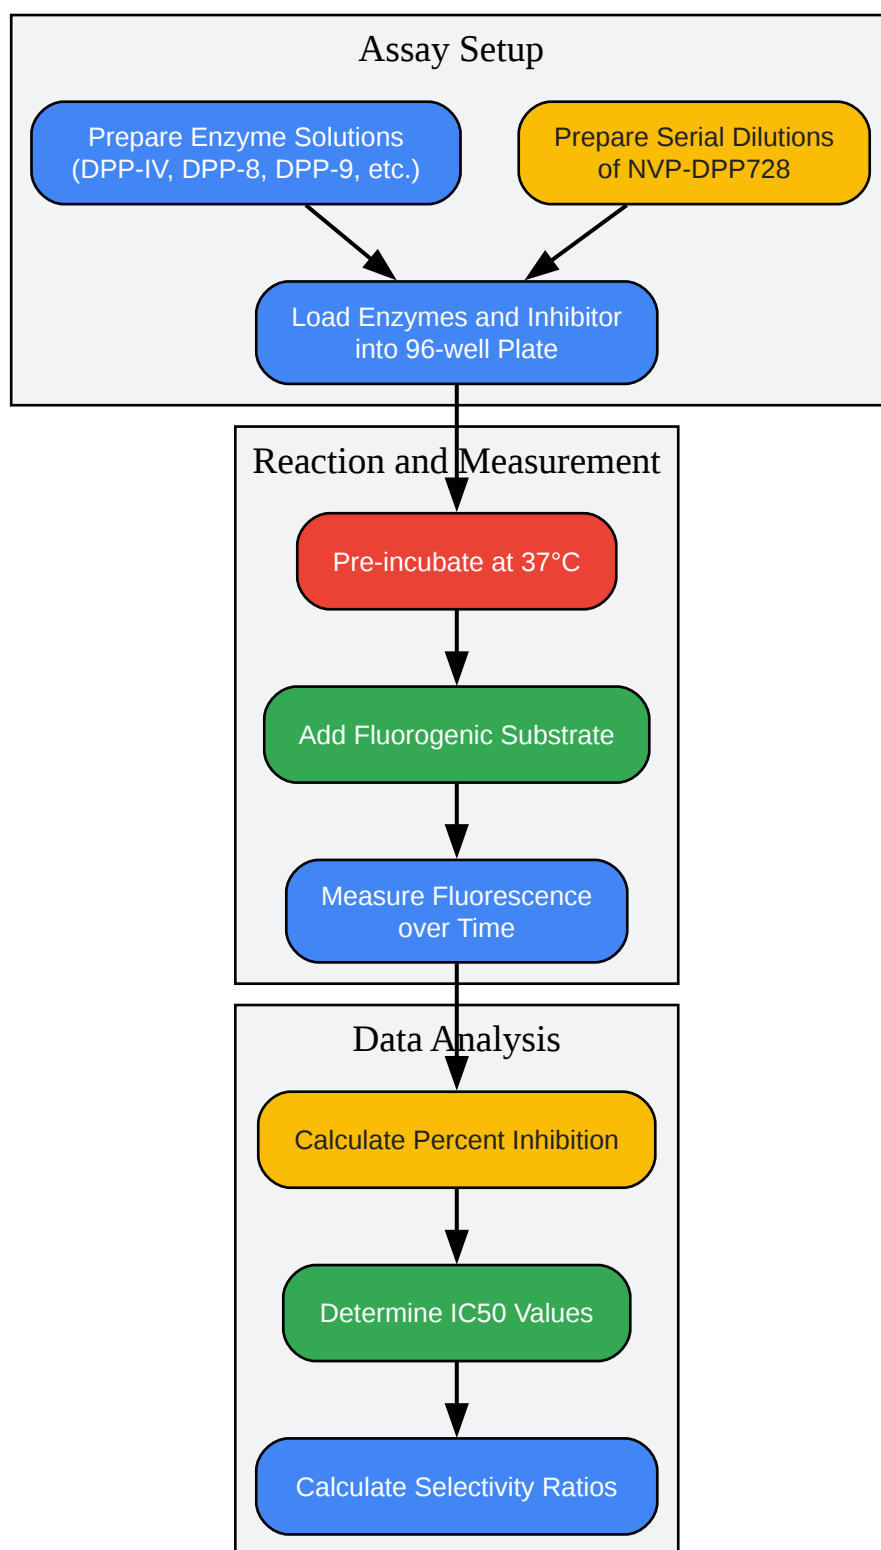 Assay Setup
Prepare Enzyme Solutions
(DPP-IV, DPP-8, DPP-9, etc.)
Prepare Serial Dilutions
of NVP-DPP728
Load Enzymes and Inhibitor
into 96-well Plate
Reaction and Measurement
Pre-incubate at 37°C
Add Fluorogenic Substrate
Measure Fluorescence
over Time
Data Analysis
Calculate Percent Inhibition
Determine IC50 Values
Calculate Selectivity Ratios